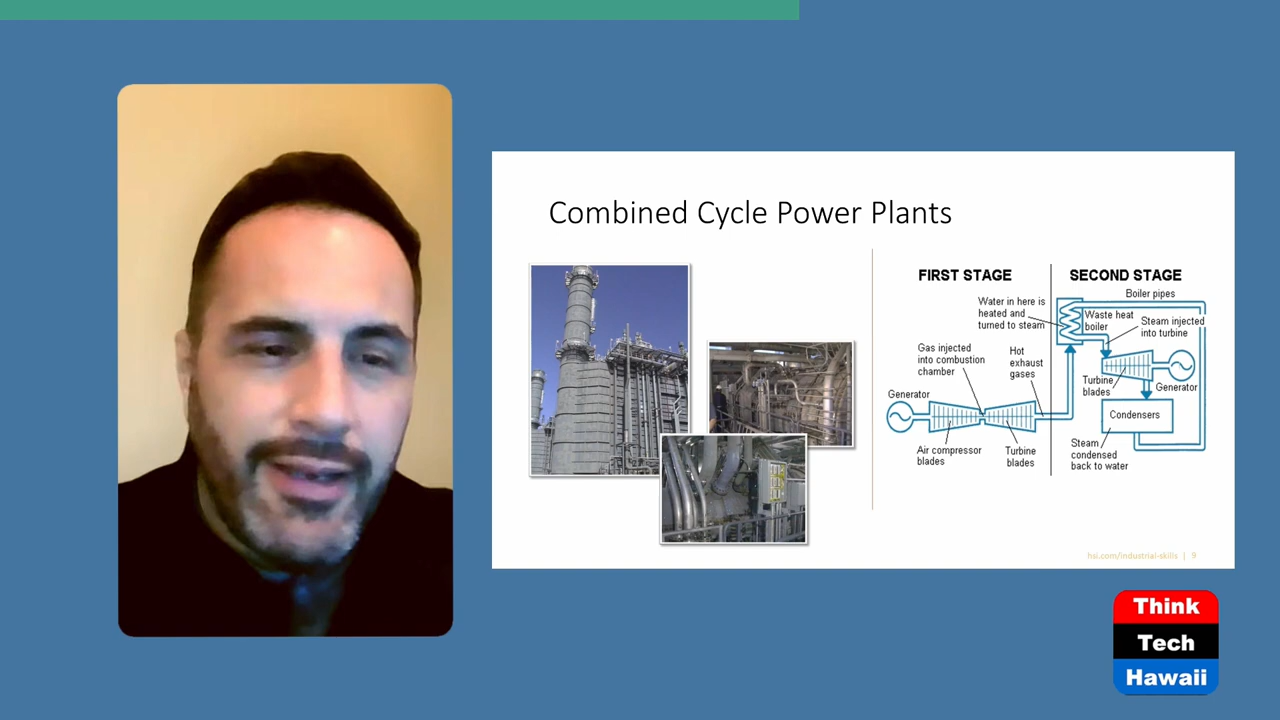 Combined Cycle Power Plants
FIRST STAGE
SECOND STAGE
Boiler pipes
Water in here is
heated and
turned to steam
Waste heat
boiler
Steam injected
into turbine
Gas injected
into combustion
chamber
Hot
exhaust
gases
Generator
Turbine
blades
Generator
Condensers
Air compressor
blades
Turbine
blades
Steam
condensed
back to water
hsi.com/industrial-skills | 9
Think
Tech
Hawaii